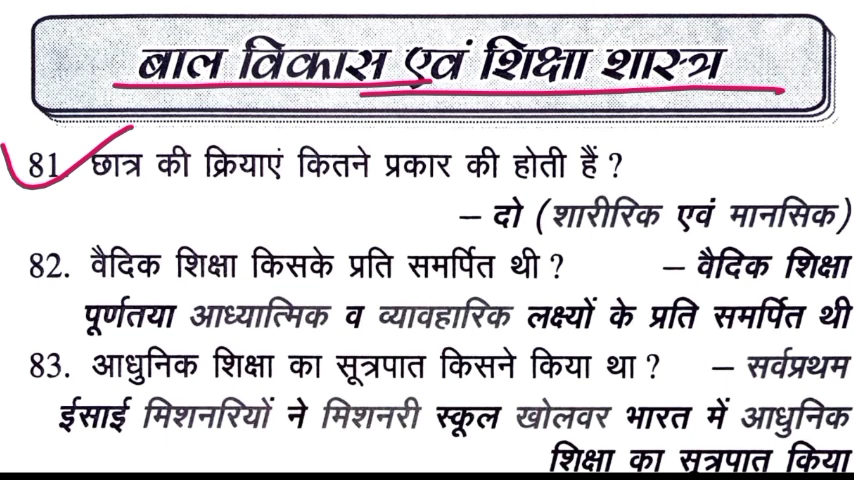 बाल विकास एवं शिक्षा शास्त्र
81. छात्र की क्रियाएं कितने प्रकार की होती हैं ?
– दो (शारीरिक एवं मानसिक)
82. वैदिक शिक्षा किसके प्रति समर्पित थी ? – वैदिक शिक्षा
पूर्णतया आध्यात्मिक व व्यावहारिक लक्ष्यों के प्रति समर्पित थी
83. आधुनिक शिक्षा का सूत्रपात किसने किया था ? – सर्वप्रथम
ईसाई मिशनरियों ने मिशनरी स्कूल खोलवर भारत में आधुनिक
शिक्षा का सूत्रपात किया